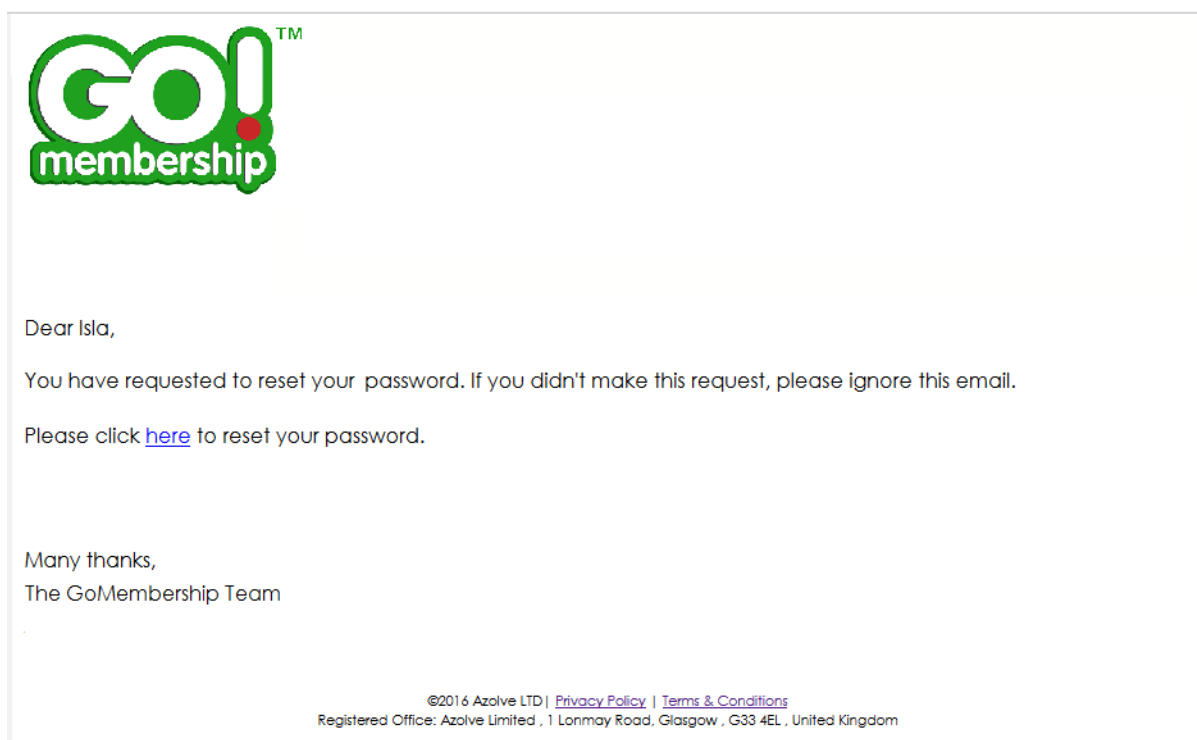 GO!™
membership
Dear Isla,
You have requested to reset your  password. If you didn't make this request, please ignore this email.
Please click here to reset your password.
Many thanks,
The GoMembership Team
©2016 Azolve LTD| Privacy Policy | Terms & Conditions
Registered Office: Azolve Limited , 1 Lonmay Road, Glasgow , G33 4EL , United Kingdom